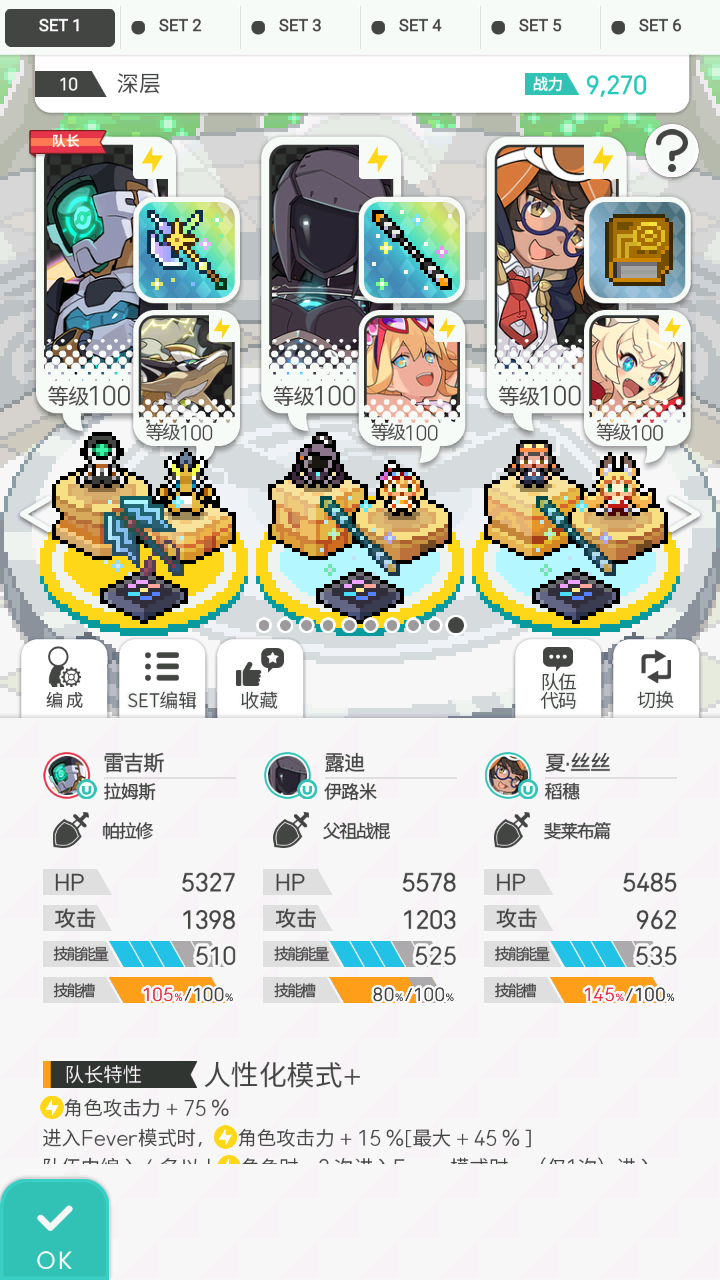 SET 1
SET 2
SET 3
SET 4
SET 5
SET 6
10 深层
战力 9,270
队长
?
等级100
等级100
等级100
等级100
等级100
等级100
编成
SET编辑
收藏
队伍
代码
切换
雷吉斯
拉姆斯
帕拉修
HP 5327
攻击 1398
技能能量 510
技能槽 105%/100%
露迪
伊路米
父祖战棍
HP 5578
攻击 1203
技能能量 525
技能槽 80%/100%
夏·丝丝
稻穗
斐莱布篇
HP 5485
攻击 962
技能能量 535
技能槽 145%/100%
队长特性 人性化模式+
角色攻击力＋75％
进入Fever模式时，角色攻击力＋15％[最大＋45％]
OK